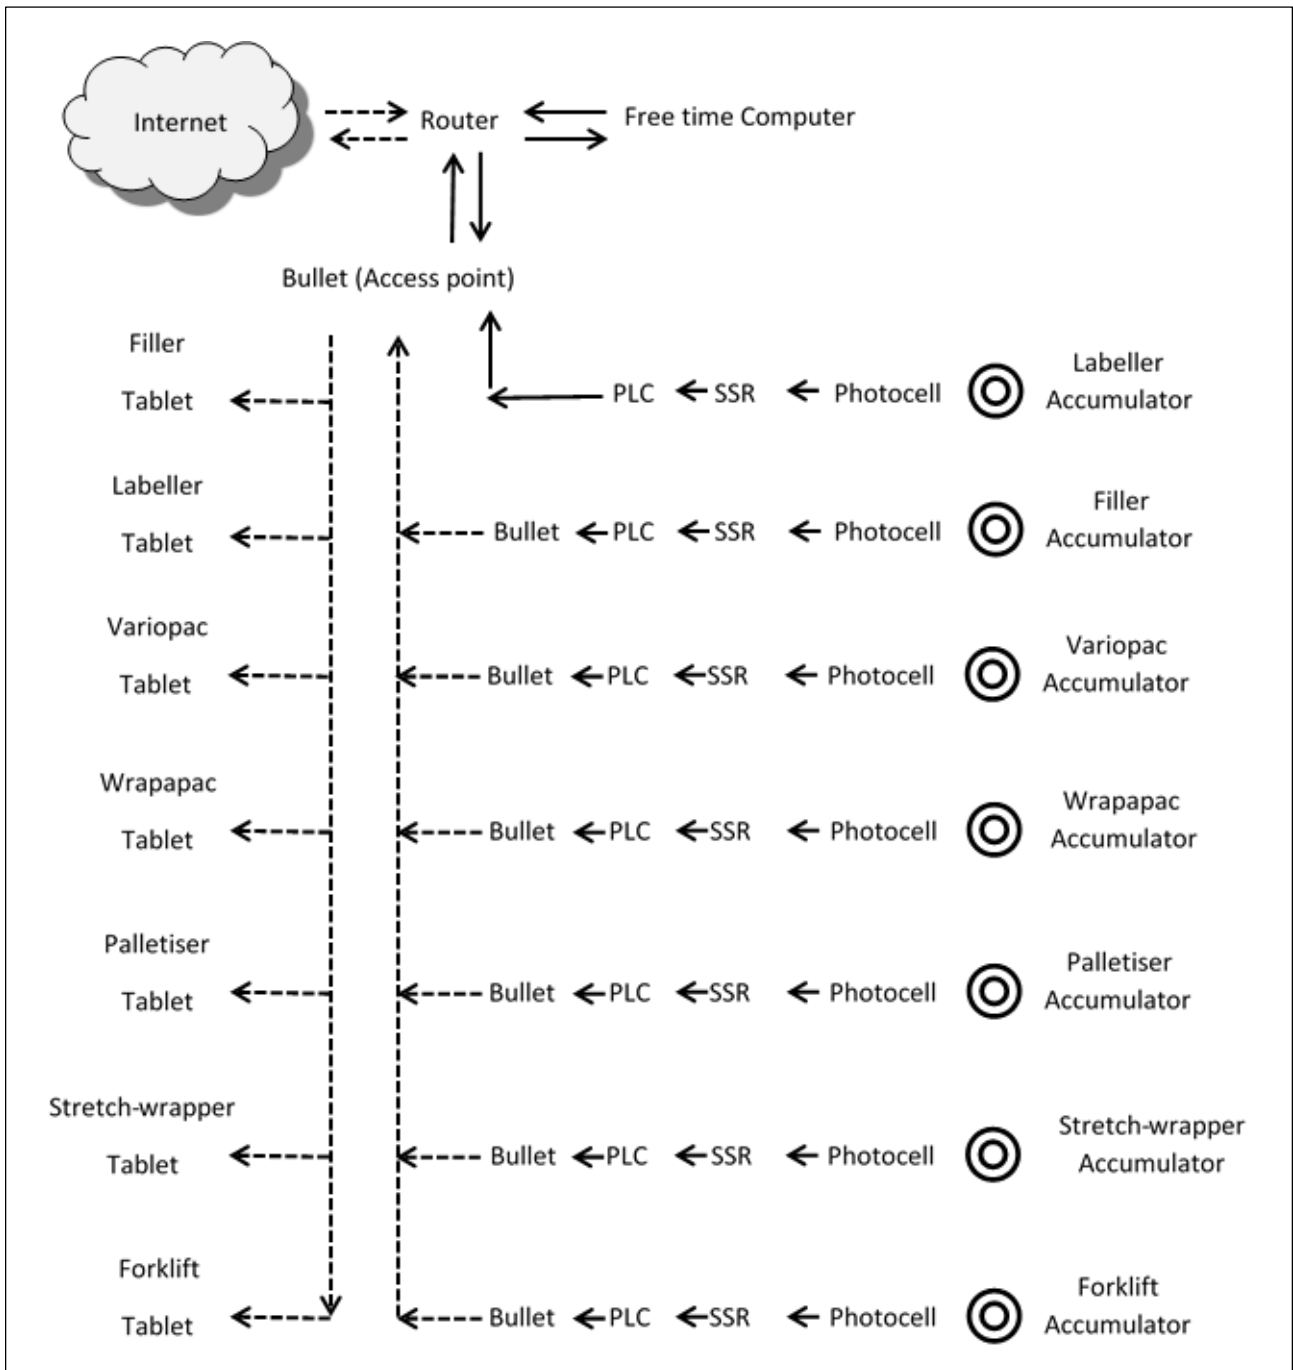 Internet
Router
Free time Computer
Bullet (Access point)
Filler
Tablet
PLC
SSR
Photocell
Labeller
Accumulator
Labeller
Tablet
Bullet
PLC
SSR
Photocell
Filler
Accumulator
Variopac
Tablet
Bullet
PLC
SSR
Photocell
Variopac
Accumulator
Wrapapac
Tablet
Bullet
PLC
SSR
Photocell
Wrapapac
Accumulator
Palletiser
Tablet
Bullet
PLC
SSR
Photocell
Palletiser
Accumulator
Stretch-wrapper
Tablet
Bullet
PLC
SSR
Photocell
Stretch-wrapper
Accumulator
Forklift
Tablet
Bullet
PLC
SSR
Photocell
Forklift
Accumulator